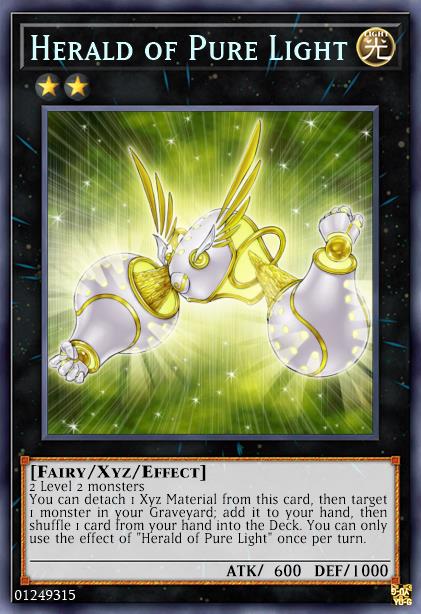 HERALD OF PURE LIGHT
LIGHT
光
[FAIRY/XYZ/EFFECT]
2 Level 2 monsters
You can detach 1 Xyz Material from this card, then target
1 monster in your Graveyard; add it to your hand, then
shuffle 1 card from your hand into the Deck. You can only
use the effect of "Herald of Pure Light" once per turn.
ATK/ 600 DEF/1000
01249315